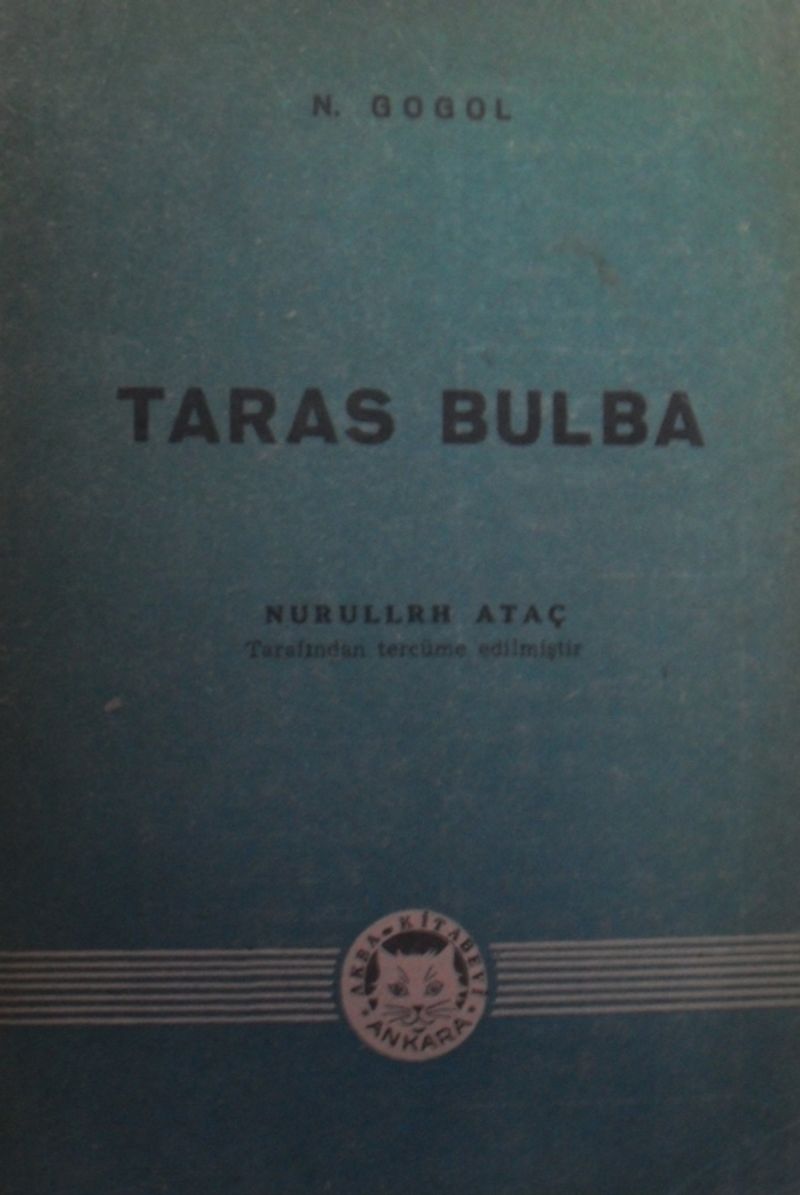 N. GOGOL
TARAS BULBA
NURULLRH ATAÇ
Tarafından tercüme edilmiştir
AKBA KİTABEVİ
ANKARA